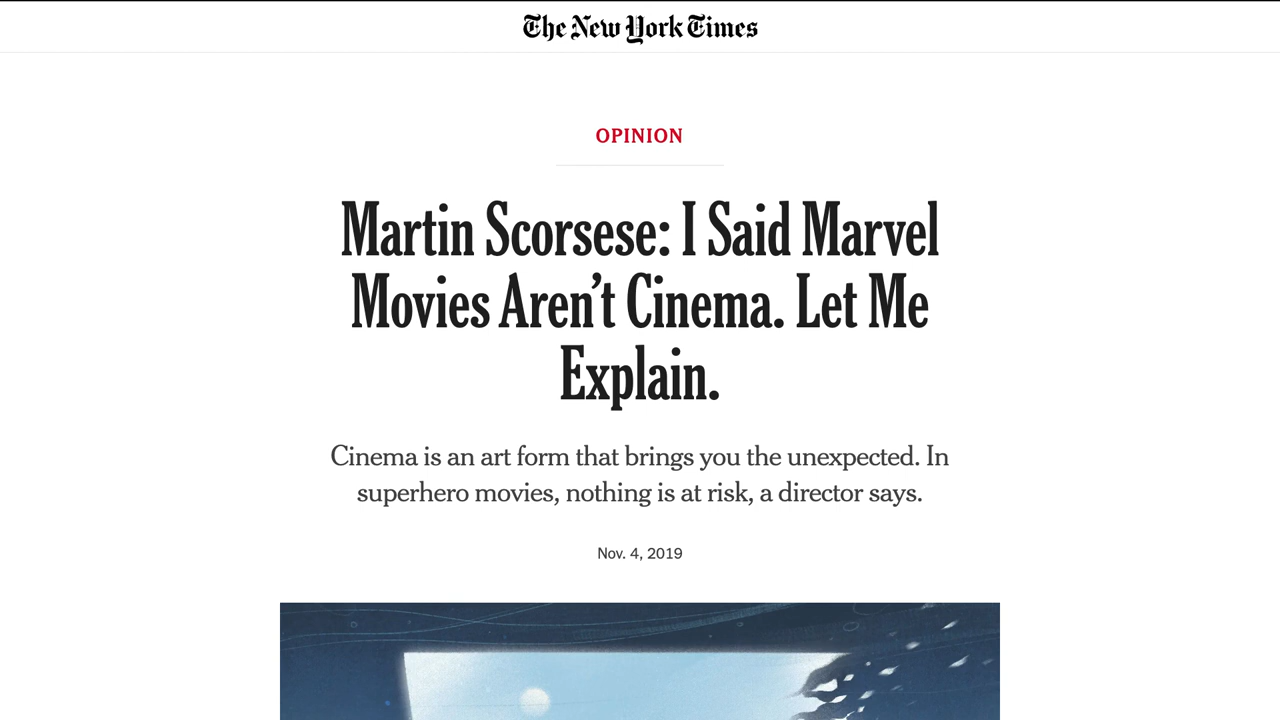 The New York Times
OPINION
Martin Scorsese: I Said Marvel
Movies Aren’t Cinema. Let Me
Explain.
Cinema is an art form that brings you the unexpected. In
superhero movies, nothing is at risk, a director says.
Nov. 4, 2019